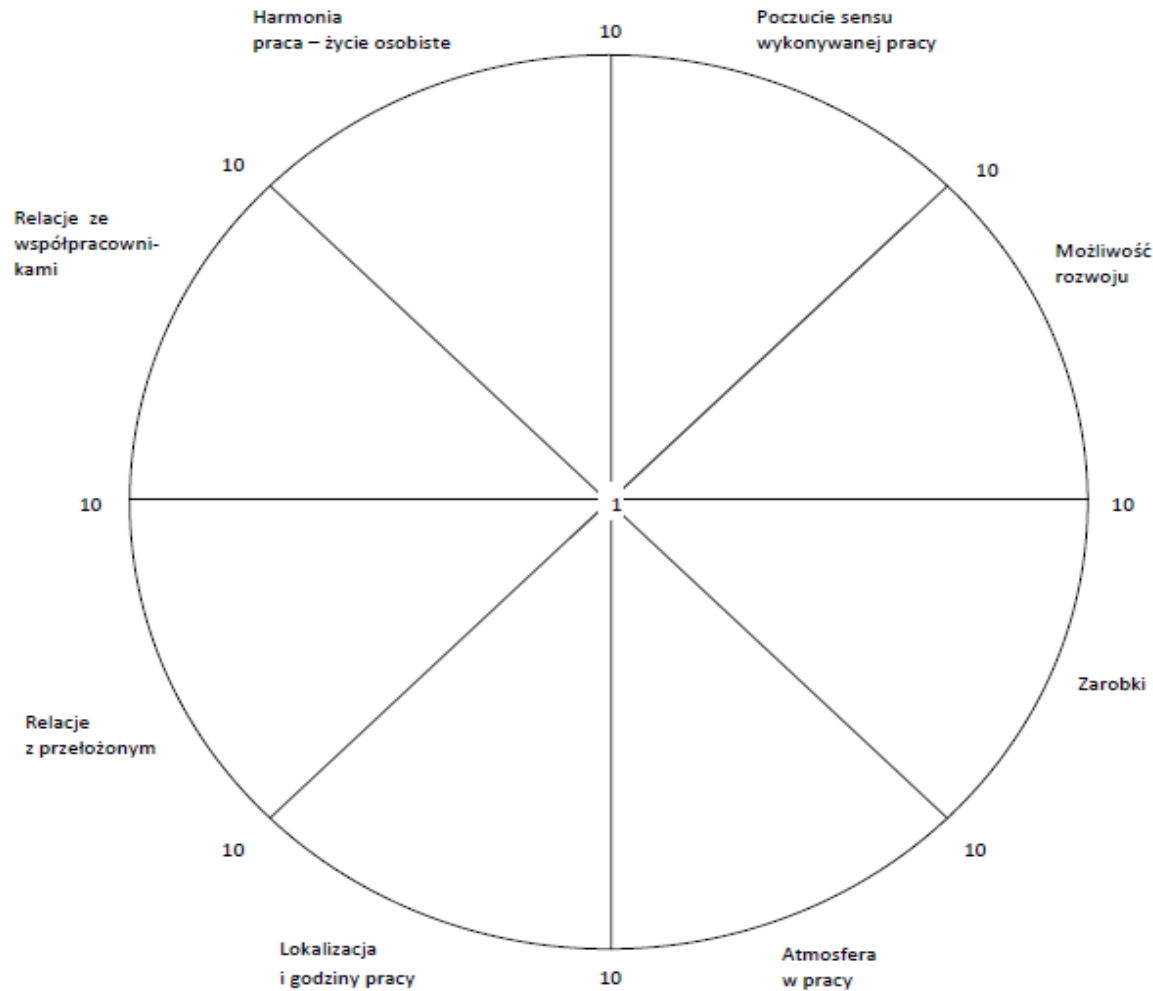 Harmonia
praca – życie osobiste
10
Poczucie sensu
wykonywanej pracy
10
10
Relacje ze
współpracowni-
kami
Możliwość
rozwoju
10
1
10
Zarobki
Relacje
z przełożonym
10
10
Lokalizacja
i godziny pracy
10
Atmosfera
w pracy